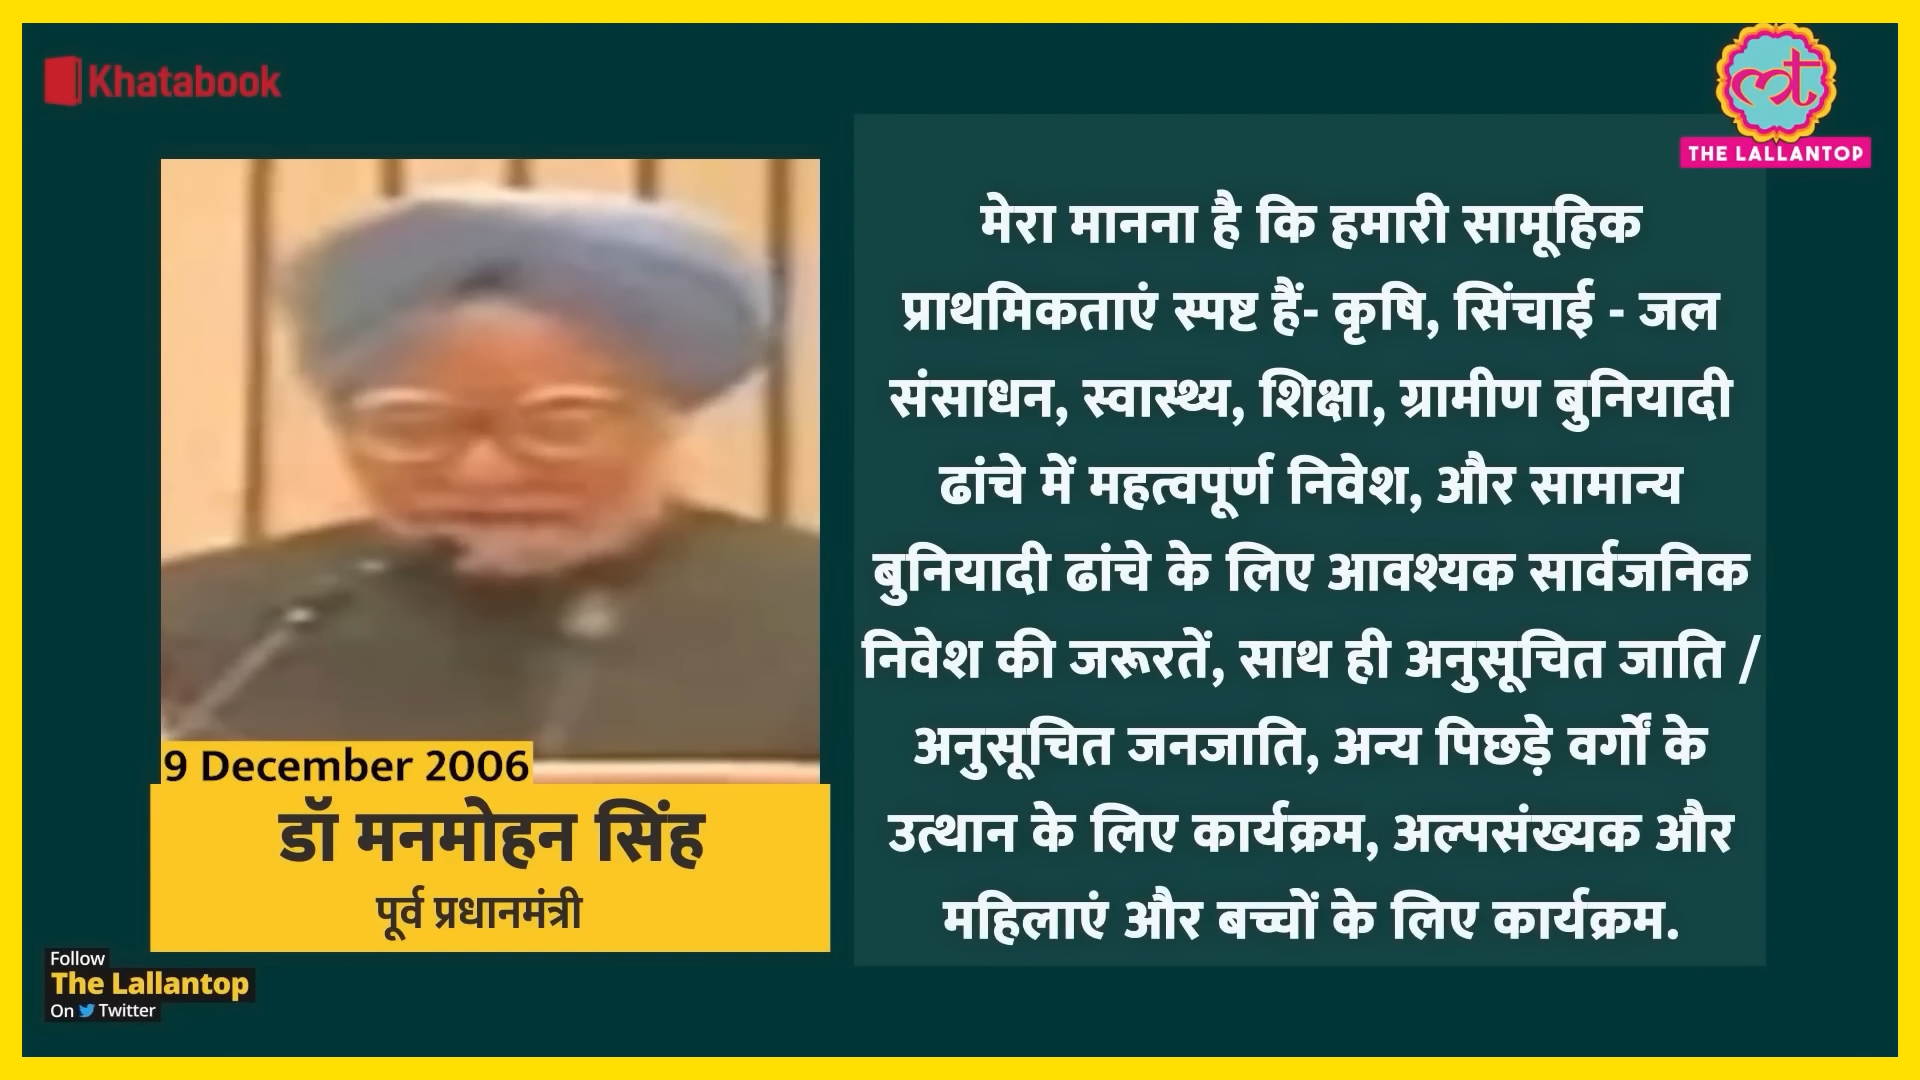 Khatabook
THE LALLANTOP
मेरा मानना है कि हमारी सामूहिक
प्राथमिकताएं स्पष्ट हैं- कृषि, सिंचाई - जल
संसाधन, स्वास्थ्य, शिक्षा, ग्रामीण बुनियादी
ढांचे में महत्वपूर्ण निवेश, और सामान्य
बुनियादी ढांचे के लिए आवश्यक सार्वजनिक
निवेश की जरूरतें, साथ ही अनुसूचित जाति /
अनुसूचित जनजाति, अन्य पिछड़े वर्गों के
उत्थान के लिए कार्यक्रम, अल्पसंख्यक और
महिलाएं और बच्चों के लिए कार्यक्रम.
9 December 2006
डॉ मनमोहन सिंह
पूर्व प्रधानमंत्री
Follow
The Lallantop
On Twitter